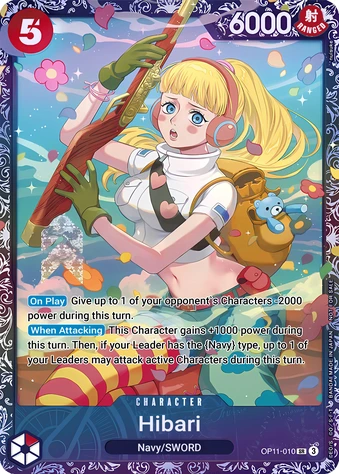 5
6000
射
RANGED
On Play Give up to 1 of your opponent's Characters -2000
power during this turn.
When Attacking This Character gains +1000 power during
this turn. Then, if your Leader has the {Navy} type, up to 1 of
your Leaders may attack active Characters during this turn.
CHARACTER
Hibari
Navy/SWORD
OP11-010 SR 3